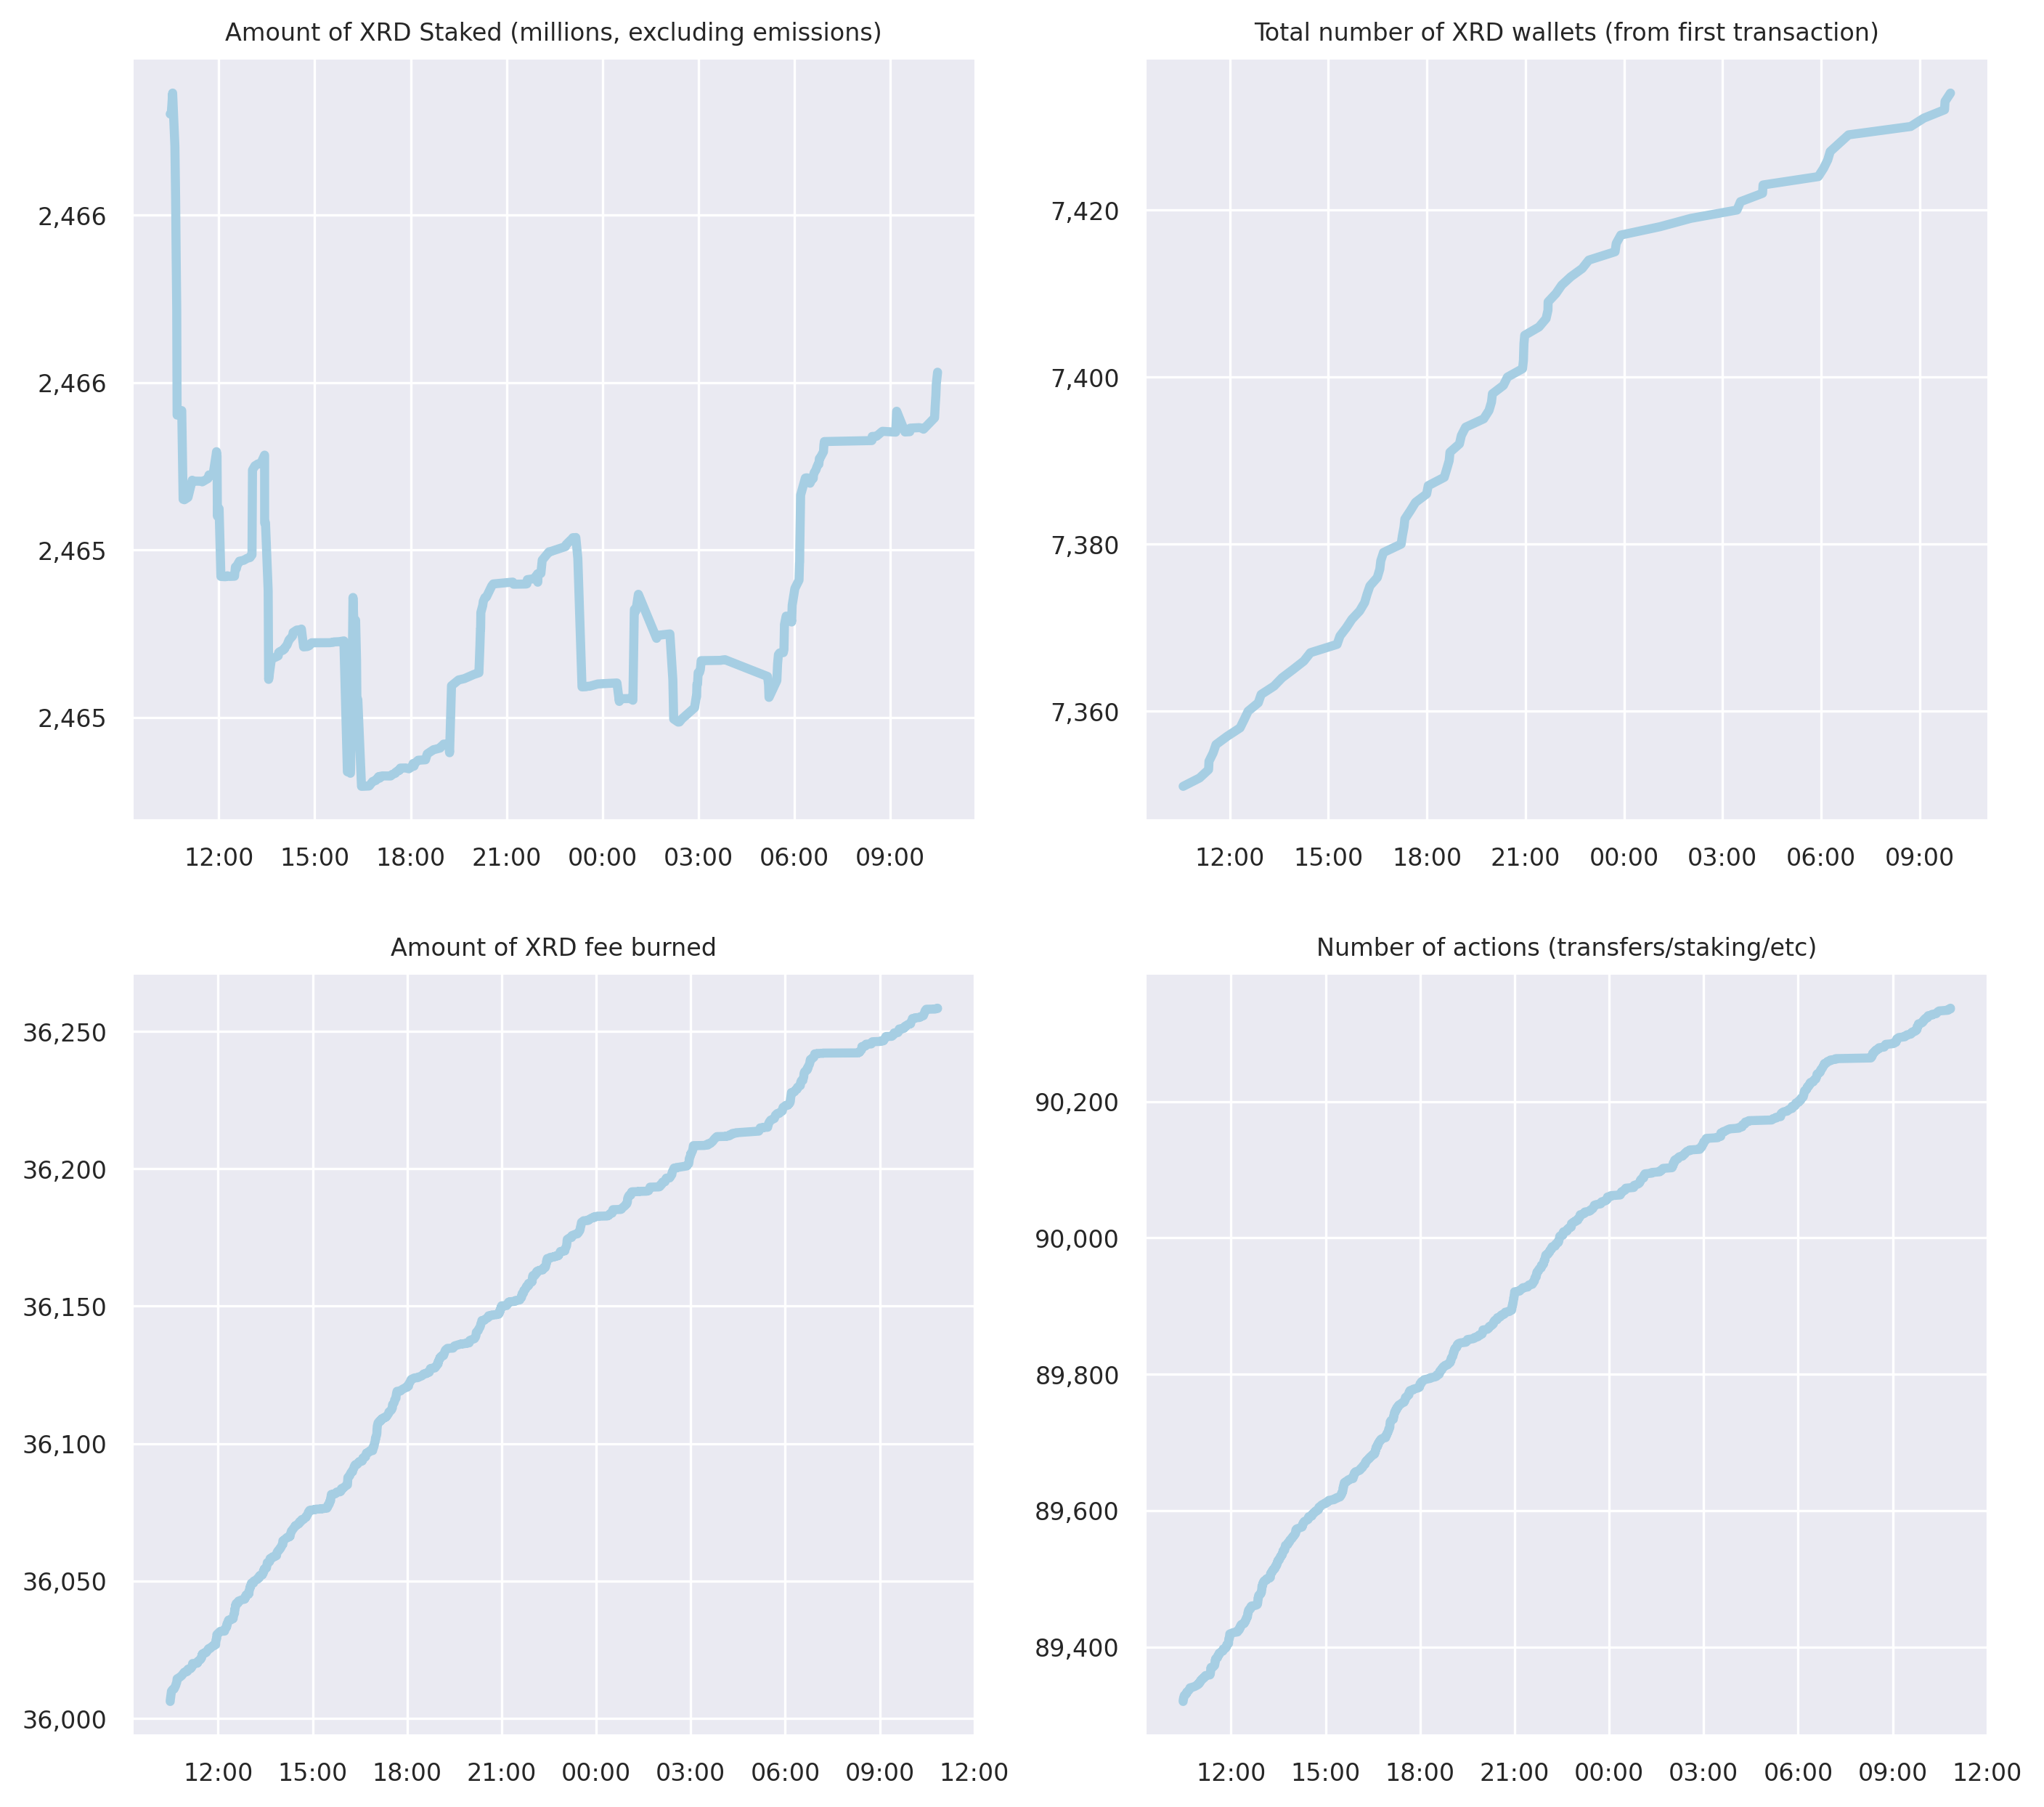 Amount of XRD Staked (millions, excluding emissions)
2,466
2,466
2,465
2,465
12:00 15:00 18:00 21:00 00:00 03:00 06:00 09:00
Total number of XRD wallets (from first transaction)
7,420
7,400
7,380
7,360
12:00 15:00 18:00 21:00 00:00 03:00 06:00 09:00
Amount of XRD fee burned
36,250
36,200
36,150
36,100
36,050
36,000
12:00 15:00 18:00 21:00 00:00 03:00 06:00 09:00 12:00
Number of actions (transfers/staking/etc)
90,200
90,000
89,800
89,600
89,400
12:00 15:00 18:00 21:00 00:00 03:00 06:00 09:00 12:00